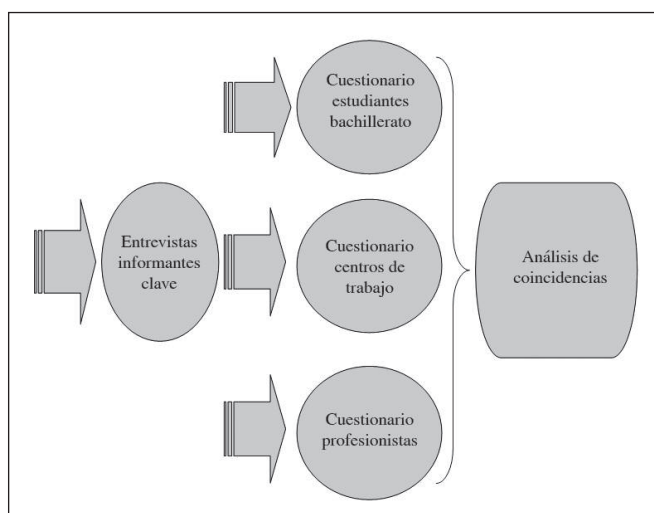 Cuestionario
estudiantes
bachillerato
Entrevistas
informantes
clave
Cuestionario
centros de
trabajo
Análisis de
coincidencias
Cuestionario
profesionistas